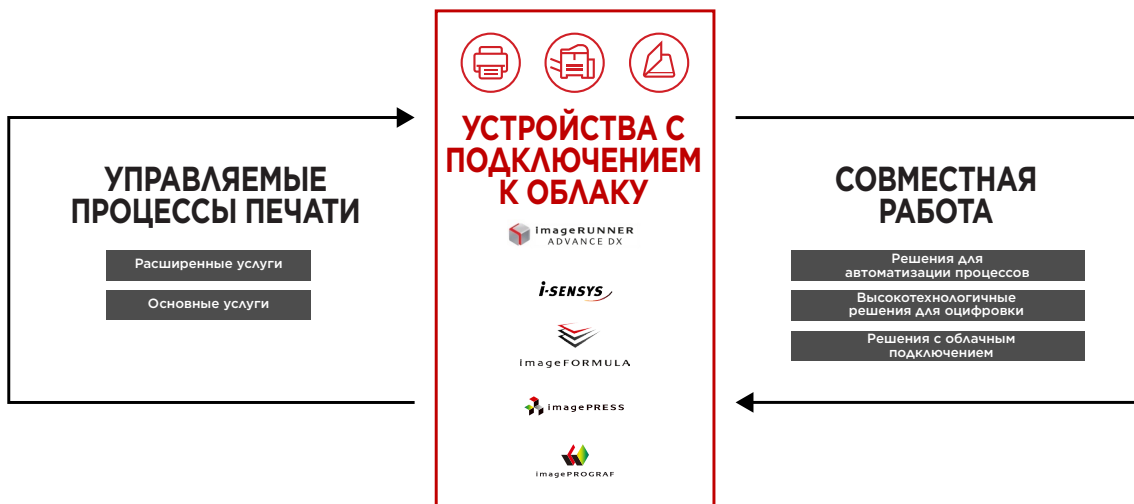 УПРАВЛЯЕМЫЕ
ПРОЦЕССЫ ПЕЧАТИ
Расширенные услуги
Основные услуги
УСТРОЙСТВА С
ПОДКЛЮЧЕНИЕМ
К ОБЛАКУ
imageRUNNER
ADVANCE DX
i-SENSYS
imageFORMULA
imagePRESS
imagePROGRAF
СОВМЕСТНАЯ
РАБОТА
Решения для
автоматизации процессов
Высокотехнологичные
решения для оцифровки
Решения с облачным
подключением